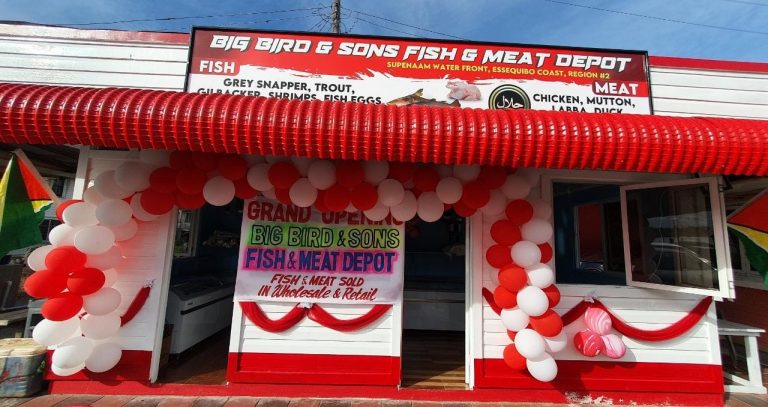 BIG BIRD & SONS FISH & MEAT DEPOT
SUPENAAM WATER FRONT, ESSEQUIBO COAST, REGION #2
FISH
GREY SNAPPER, TROUT,
GILBACKER, SHRIMPS, FISH EGGS
حلال
MEAT
CHICKEN, MUTTON,
LABBA, DUCK
GRAND OPENING
BIG BIRD & SONS
FISH & MEAT DEPOT
FISH & MEAT SOLD
IN Wholesale & Retail